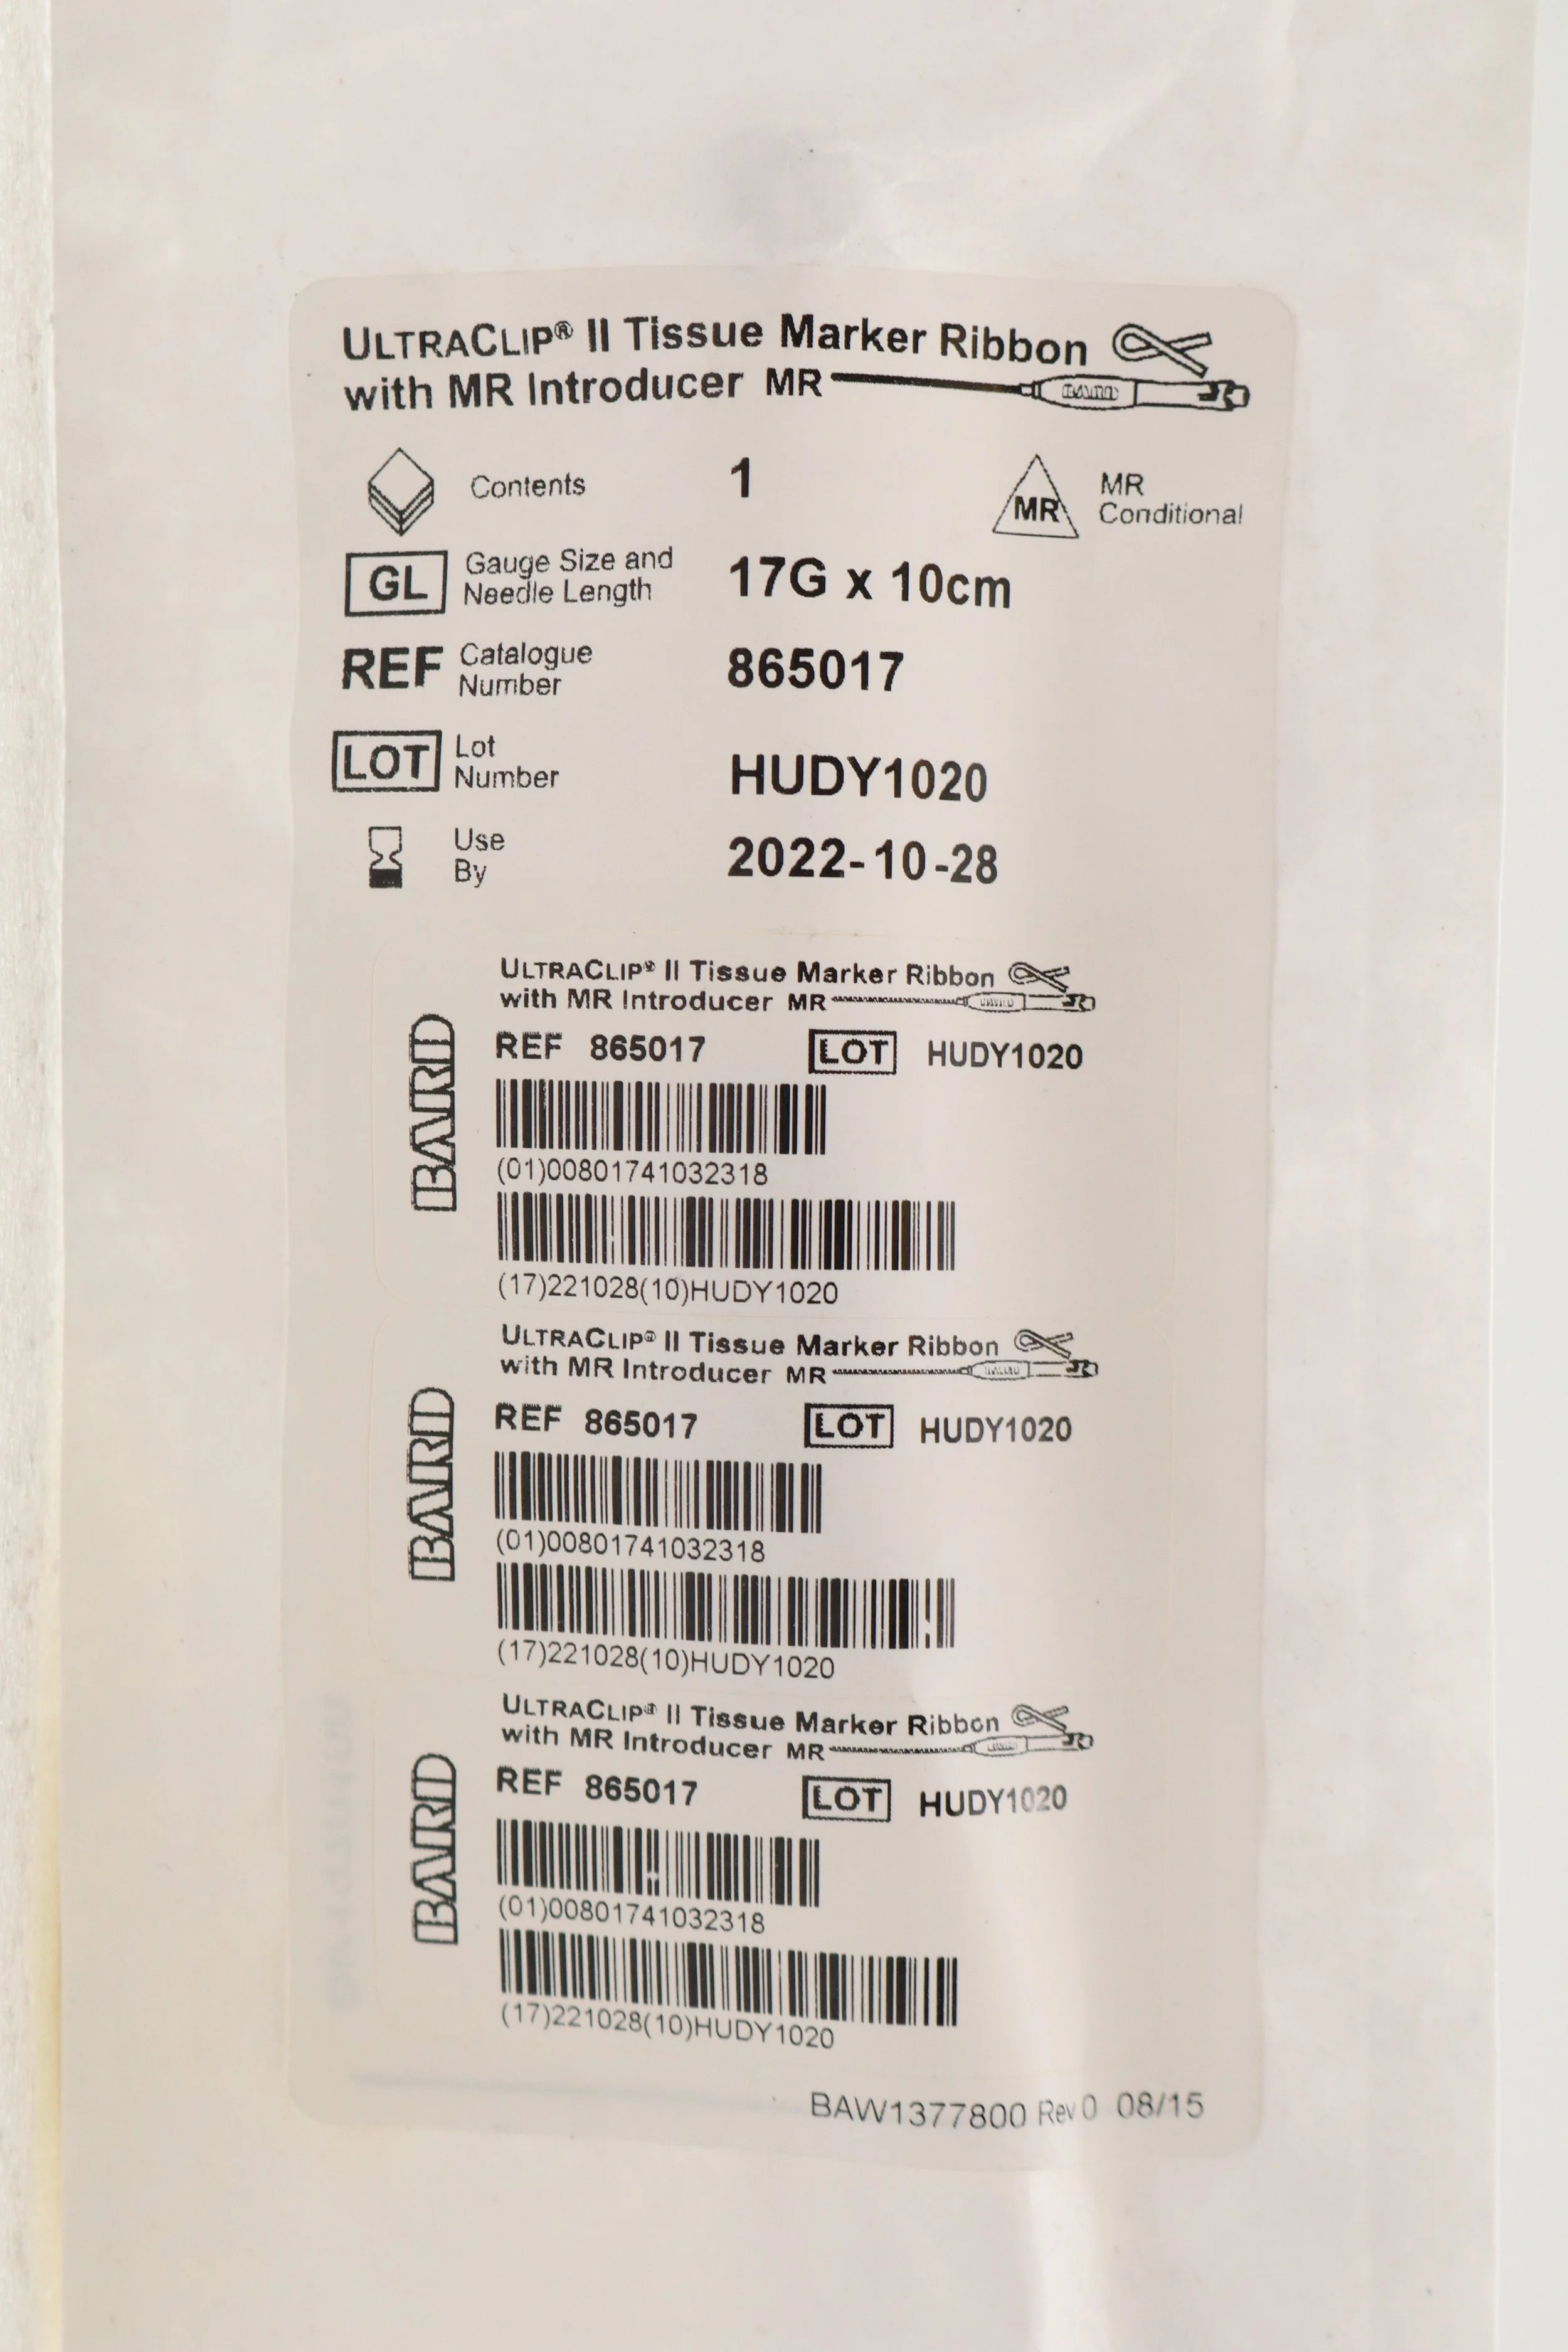 ULTRACLIP® II Tissue Marker Ribbon
with MR Introducer MR BARD
Contents 1 MR MR Conditional
GL Gauge Size and Needle Length 17G x 10cm
REF Catalogue Number 865017
LOT Lot Number HUDY1020
Use By 2022-10-28
BARD
ULTRACLIP® II Tissue Marker Ribbon
with MR Introducer MR
REF 865017 LOT HUDY1020
(01)00801741032318
(17)221028(10)HUDY1020
BARD
ULTRACLIP® II Tissue Marker Ribbon
with MR Introducer MR
REF 865017 LOT HUDY1020
(01)00801741032318
(17)221028(10)HUDY1020
BARD
ULTRACLIP® II Tissue Marker Ribbon
with MR Introducer MR
REF 865017 LOT HUDY1020
(01)00801741032318
(17)221028(10)HUDY1020
BAW1377800 Rev 0 08/15